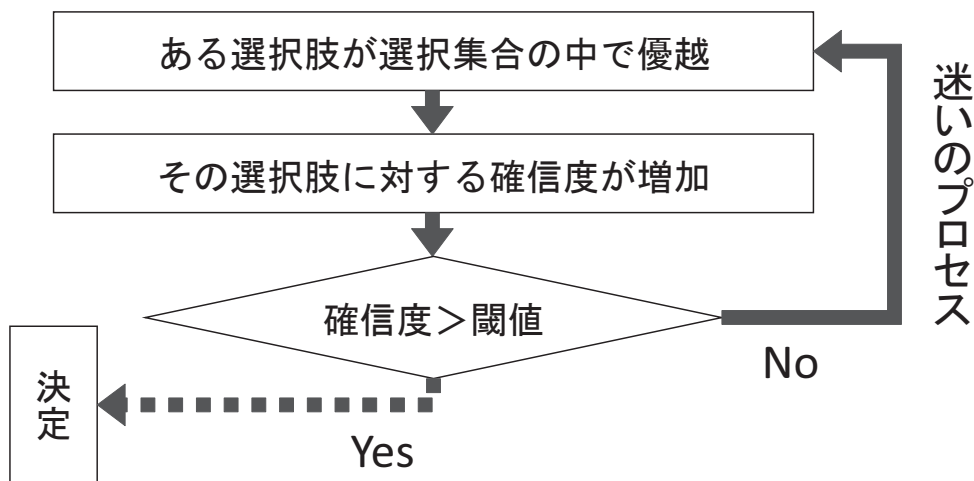 ある選択肢が選択集合の中で優越
その選択肢に対する確信度が増加
確信度＞閾値
No
迷いのプロセス
Yes
決定